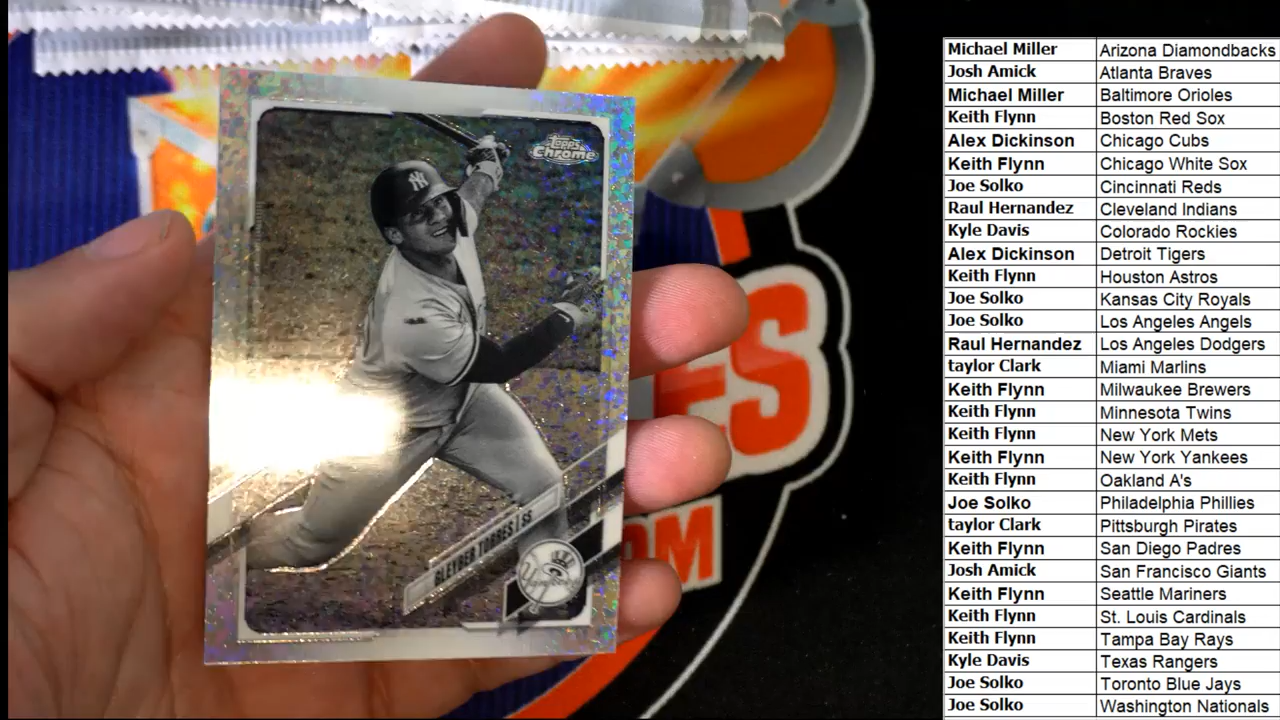 Topps
Chrome
NY
GLEYBER TORRES | SS
Yankees
ES
OM
Michael Miller Arizona Diamondbacks
Josh Amick Atlanta Braves
Michael Miller Baltimore Orioles
Keith Flynn Boston Red Sox
Alex Dickinson Chicago Cubs
Keith Flynn Chicago White Sox
Joe Solko Cincinnati Reds
Raul Hernandez Cleveland Indians
Kyle Davis Colorado Rockies
Alex Dickinson Detroit Tigers
Keith Flynn Houston Astros
Joe Solko Kansas City Royals
Joe Solko Los Angeles Angels
Raul Hernandez Los Angeles Dodgers
taylor Clark Miami Marlins
Keith Flynn Milwaukee Brewers
Keith Flynn Minnesota Twins
Keith Flynn New York Mets
Keith Flynn New York Yankees
Keith Flynn Oakland A's
Joe Solko Philadelphia Phillies
taylor Clark Pittsburgh Pirates
Keith Flynn San Diego Padres
Josh Amick San Francisco Giants
Keith Flynn Seattle Mariners
Keith Flynn St. Louis Cardinals
Keith Flynn Tampa Bay Rays
Kyle Davis Texas Rangers
Joe Solko Toronto Blue Jays
Joe Solko Washington Nationals